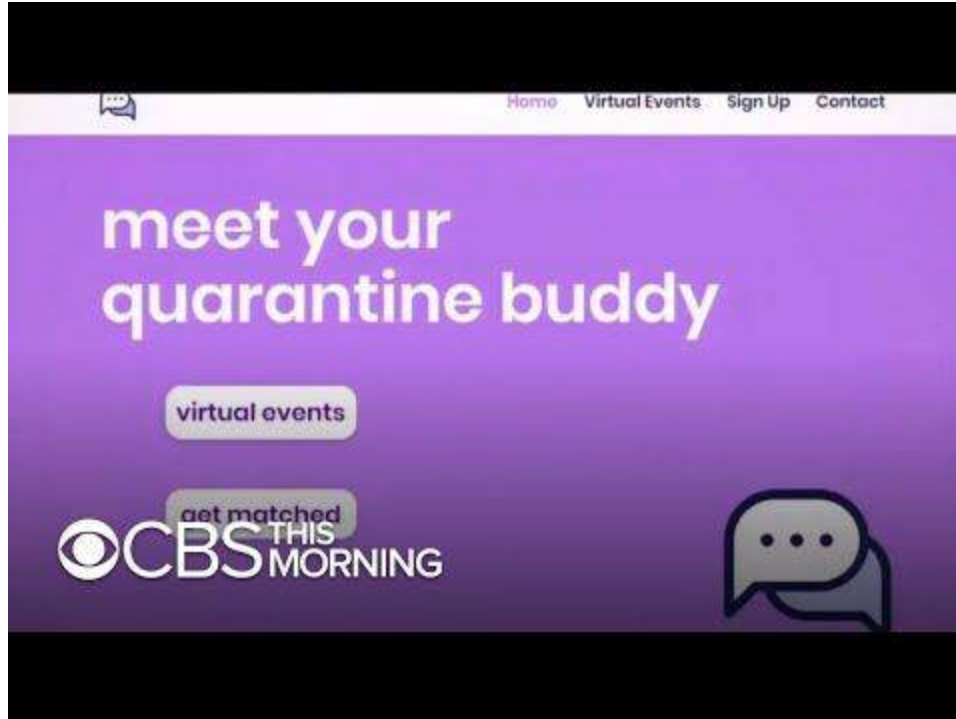 Home Virtual Events Sign Up Contact
meet your
quarantine buddy
virtual events
get matched
CBS THIS MORNING